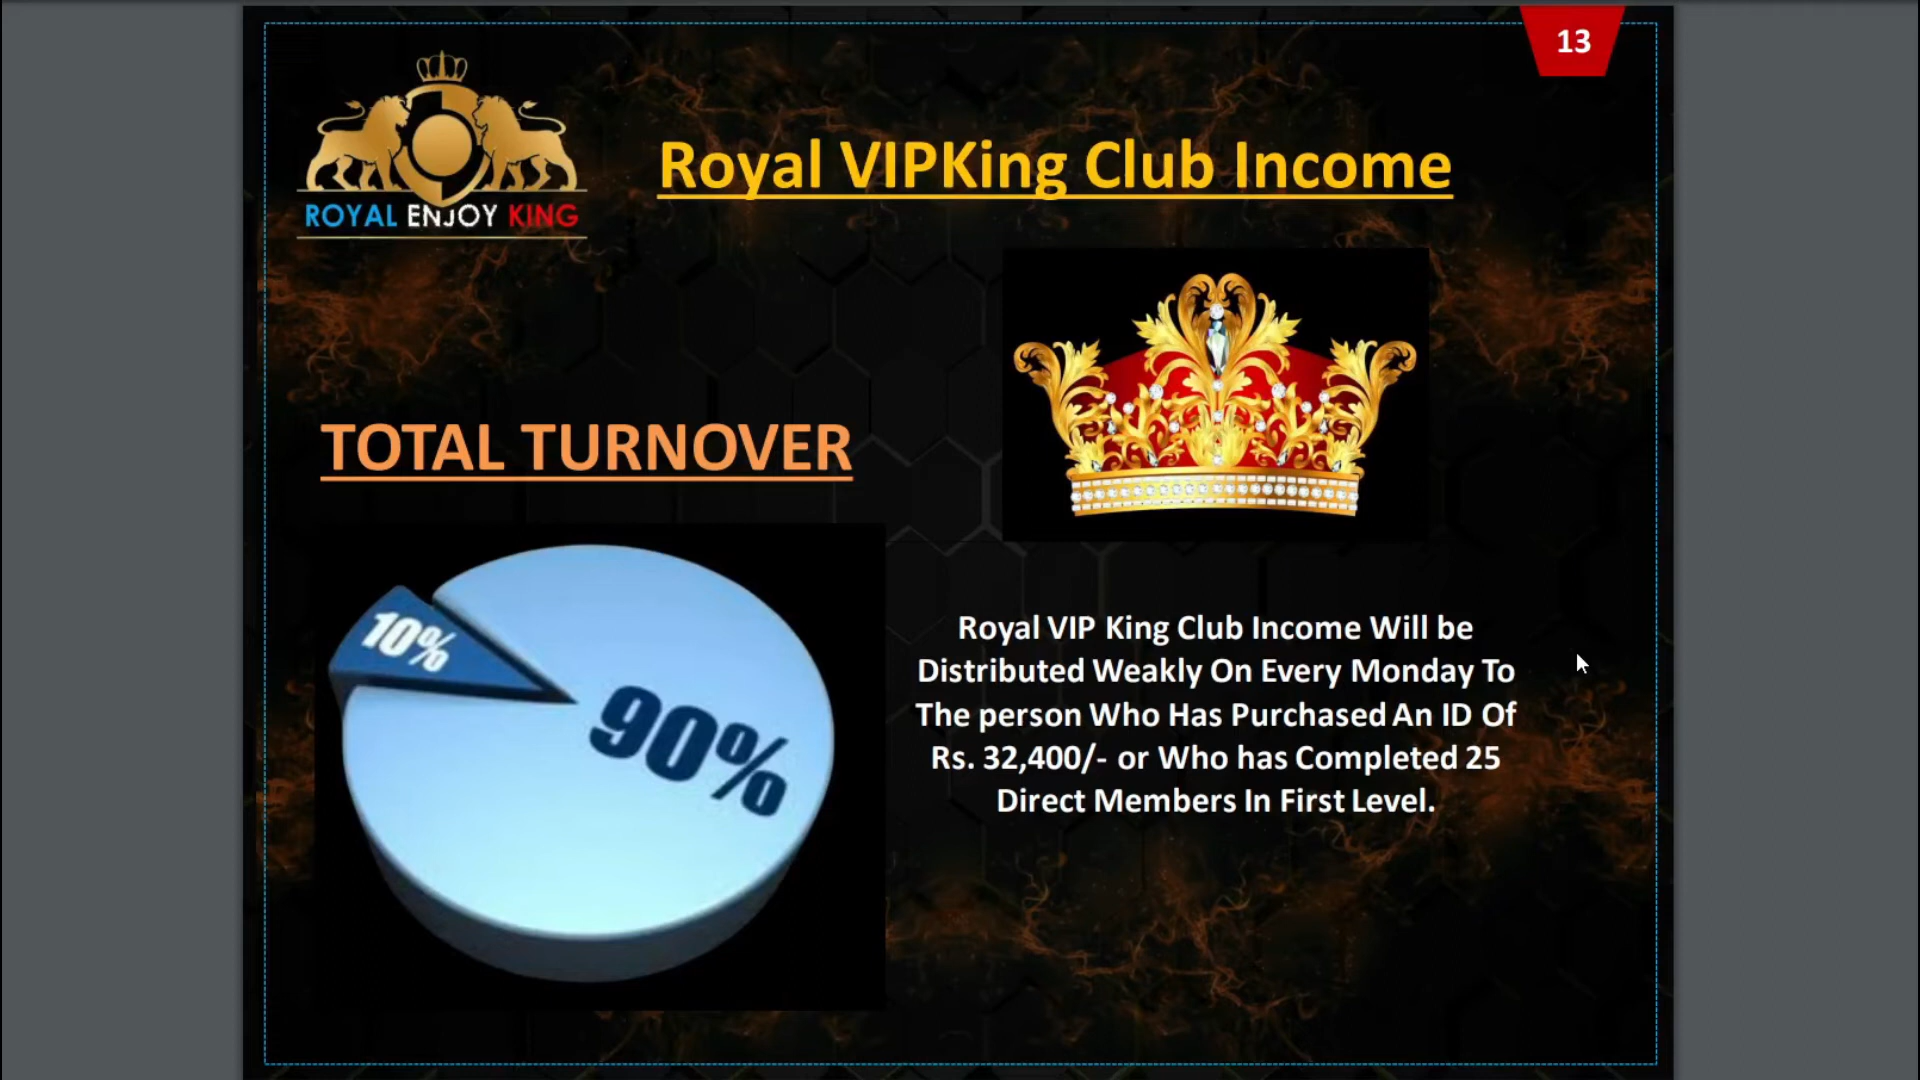 13
ROYAL ENJOY KING
Royal VIPKing Club Income
TOTAL TURNOVER
10%
90%
Royal VIP King Club Income Will be
Distributed Weakly On Every Monday To
The person Who Has Purchased An ID Of
Rs. 32,400/- or Who has Completed 25
Direct Members In First Level.